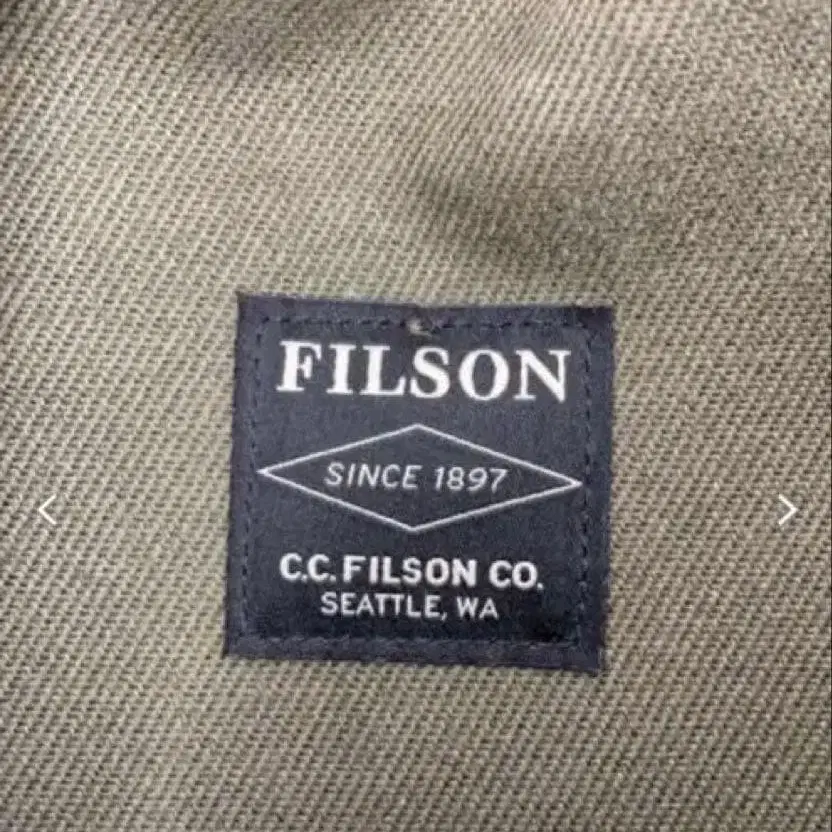 FILSON
SINCE 1897
C.C. FILSON CO.
SEATTLE, WA